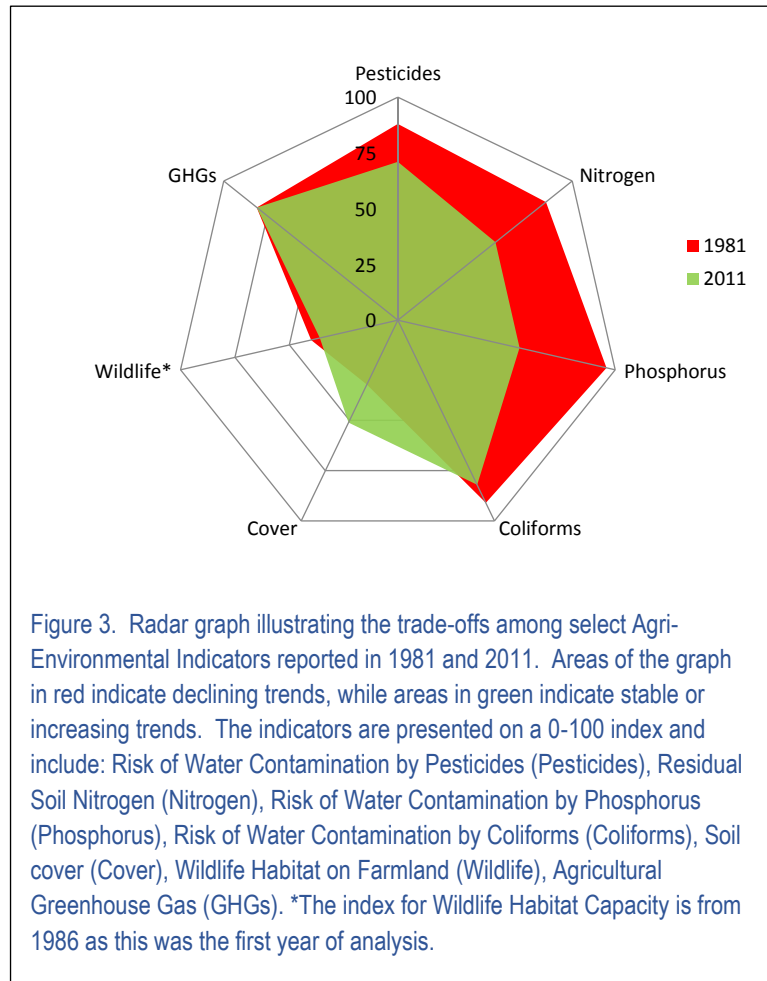 Pesticides
100
75
50
25
0
GHGs
Nitrogen
1981
2011
Wildlife*
Phosphorus
Cover
Coliforms
Figure 3. Radar graph illustrating the trade-offs among select Agri-
Environmental Indicators reported in 1981 and 2011. Areas of the graph
in red indicate declining trends, while areas in green indicate stable or
increasing trends. The indicators are presented on a 0-100 index and
include: Risk of Water Contamination by Pesticides (Pesticides), Residual
Soil Nitrogen (Nitrogen), Risk of Water Contamination by Phosphorus
(Phosphorus), Risk of Water Contamination by Coliforms (Coliforms), Soil
cover (Cover), Wildlife Habitat on Farmland (Wildlife), Agricultural
Greenhouse Gas (GHGs). *The index for Wildlife Habitat Capacity is from
1986 as this was the first year of analysis.